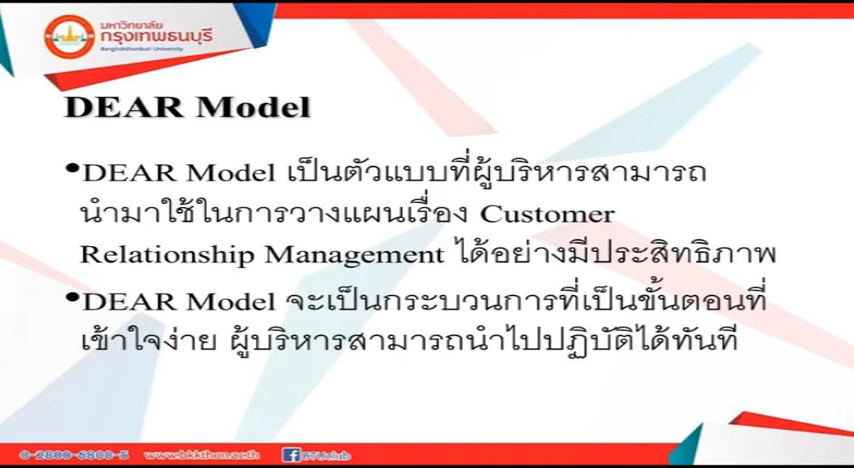 มหาวิทยาลัย
กรุงเทพธนบุรี
Bangkokthonburi University
DEAR Model
•DEAR Model เป็นตัวแบบที่ผู้บริหารสามารถ
นำมาใช้ในการวางแผนเรื่อง Customer
Relationship Management ได้อย่างมีประสิทธิภาพ
•DEAR Model จะเป็นกระบวนการที่เป็นขั้นตอนที่
เข้าใจง่าย ผู้บริหารสามารถนำไปปฏิบัติได้ทันที
0-2800-6800-5 www.bkkthon.ac.th BTUclub